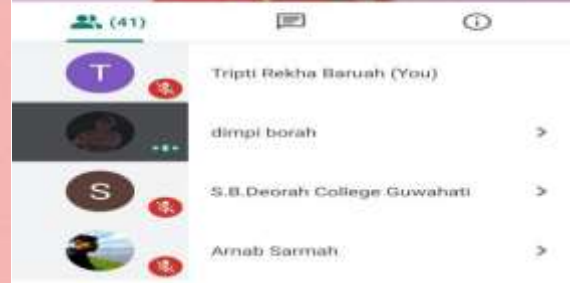 (41)
T
Tripti Rekha Baruah (You)
dimpi borah
S
S.B.Deorah College Guwahati
Arnab Sarmah